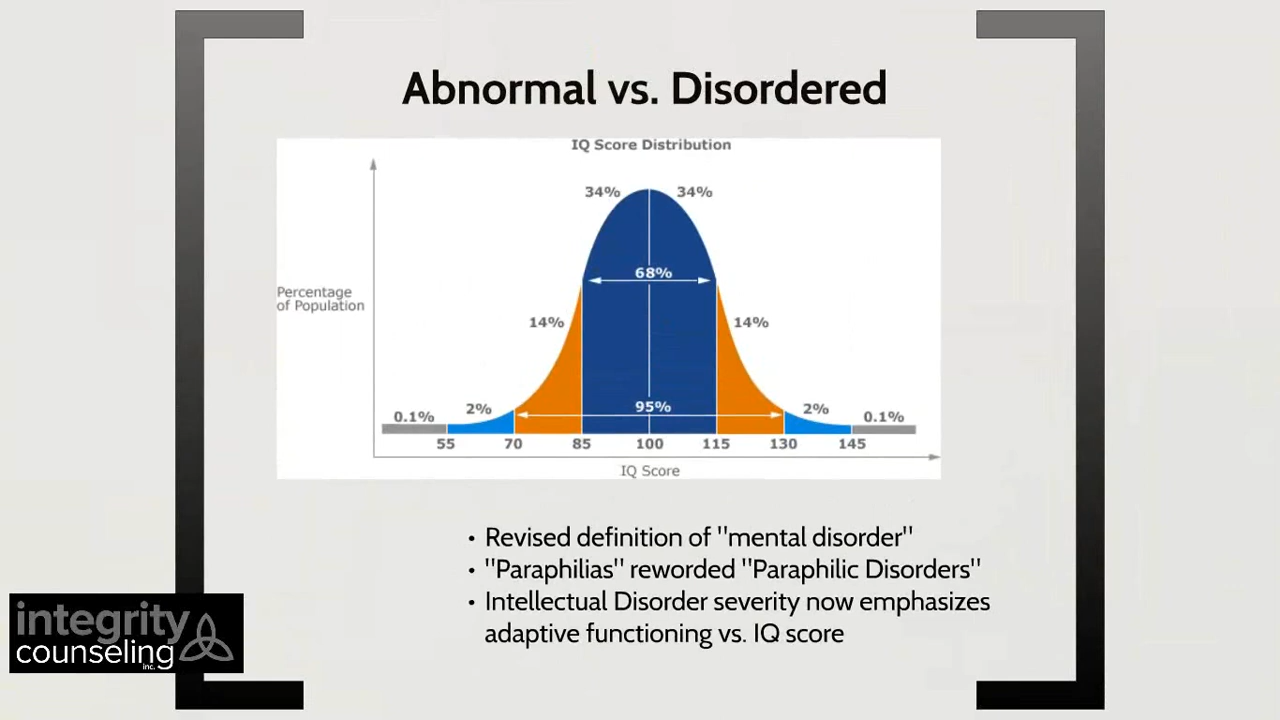 Abnormal vs. Disordered
IQ Score Distribution
34%
34%
68%
Percentage
of Population
14%
14%
95%
0.1%
2%
2%
0.1%
55
70
85
100
115
130
145
IQ Score
• Revised definition of "mental disorder"
• "Paraphilias" reworded "Paraphilic Disorders"
• Intellectual Disorder severity now emphasizes
adaptive functioning vs. IQ score
integrity
counseling
inc.